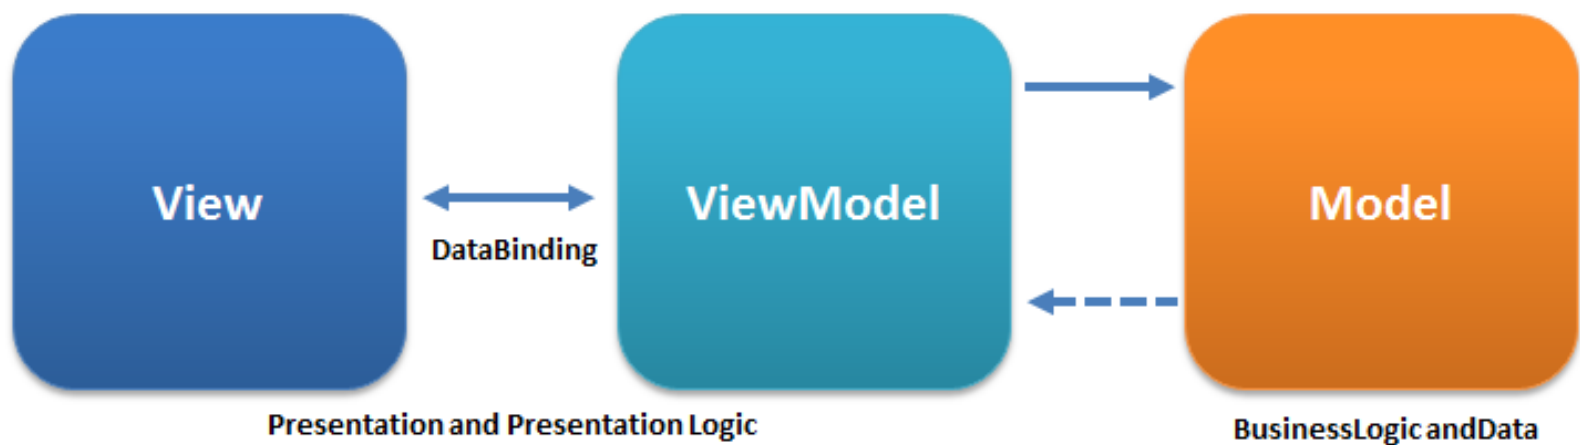 View
DataBinding
ViewModel
Model
Presentation and Presentation Logic
BusinessLogic andData